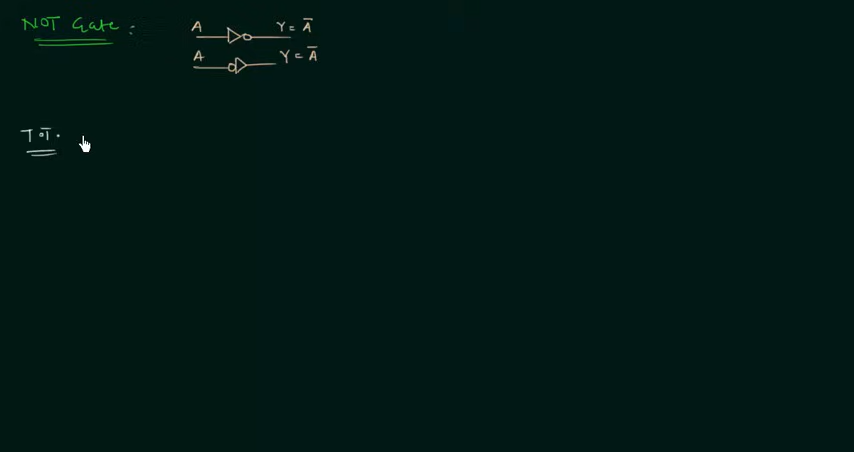 NOT Gate :
A Y = A̅
A Y = A̅
T.T.